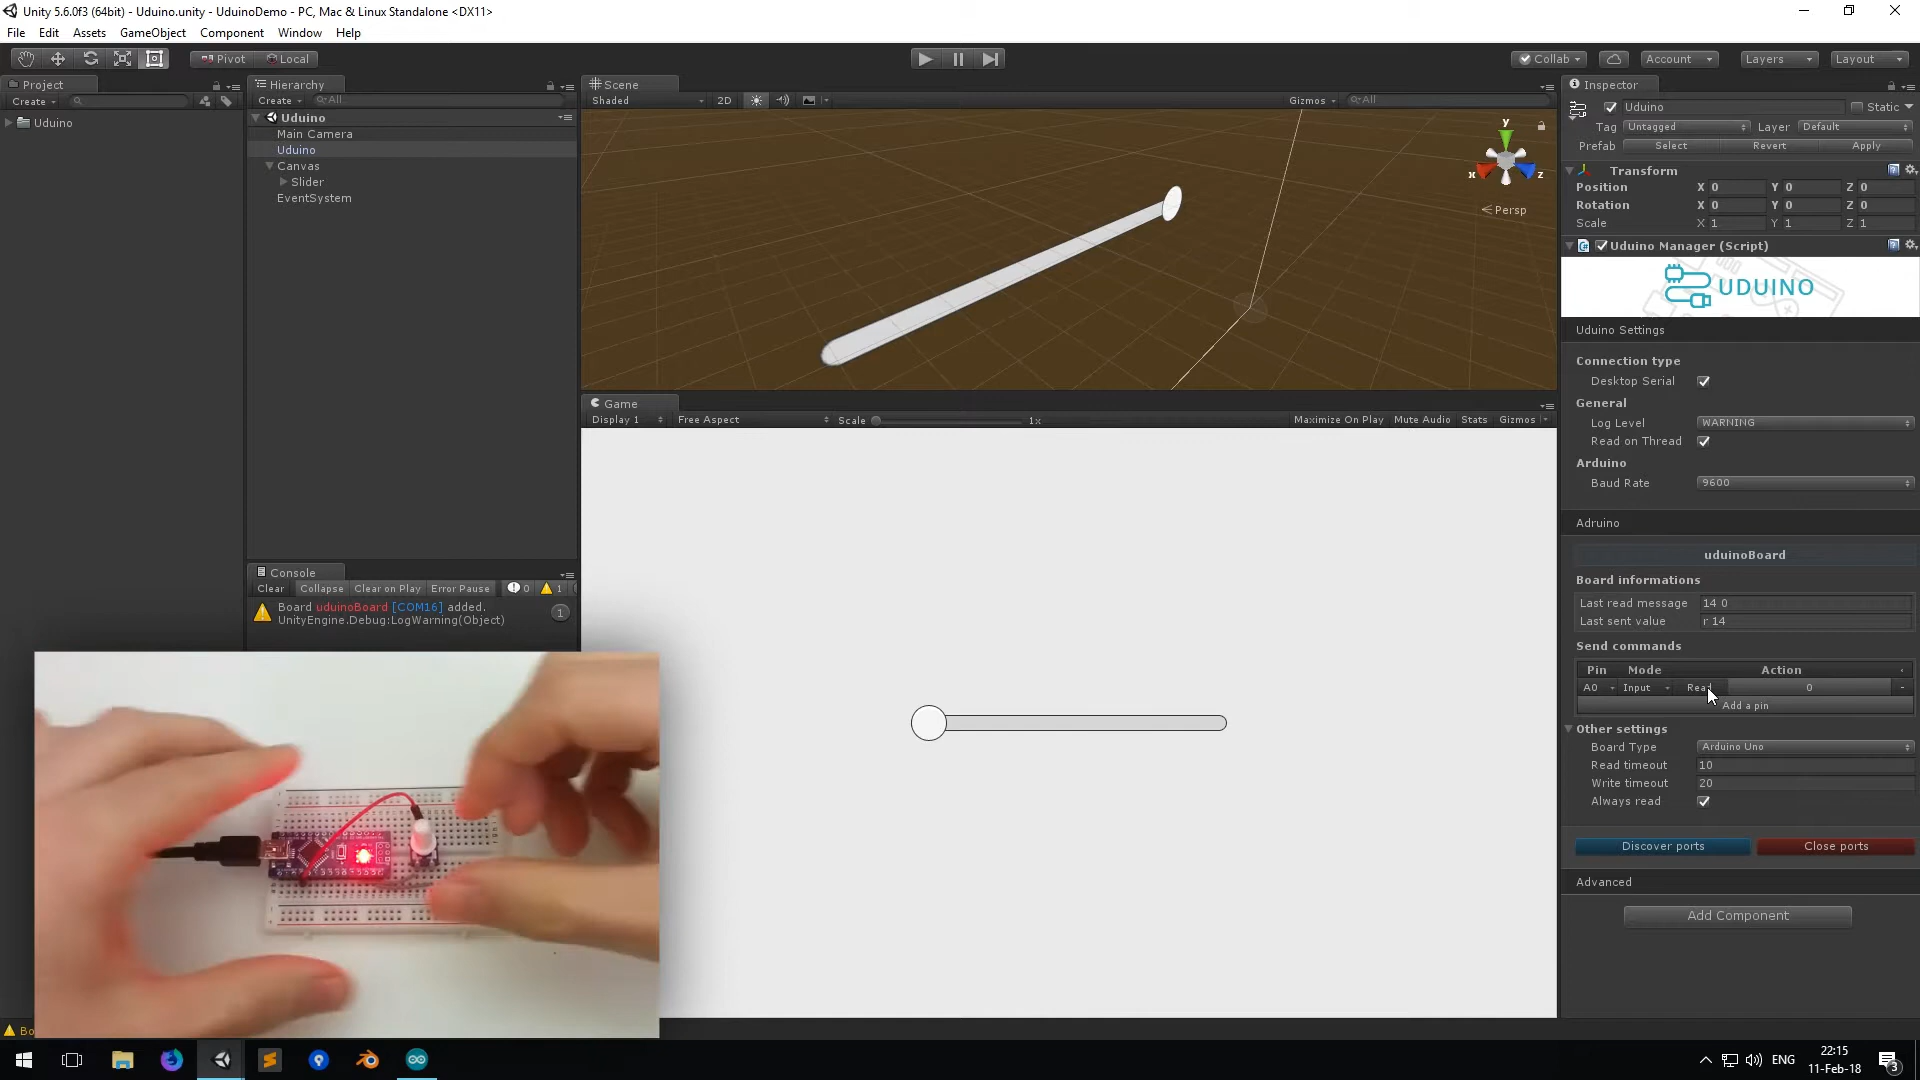 Unity 5.6.0f3 (64bit) - Uduino.unity - UduinoDemo - PC, Mac & Linux Standalone <DX11>
File Edit Assets GameObject Component Window Help
Pivot Local
Collab Account Layers Layout
Project
Create
Uduino
Hierarchy
Create All
Uduino
Main Camera
Uduino
Canvas
Slider
EventSystem
Console
Clear Collapse Clear on Play Error Pause 0 1
Board uduinoBoard [COM16] added.
UnityEngine.Debug:LogWarning(Object)
1
Scene
Shaded 2D Gizmos All
y
x z
Persp
Game
Display 1 Free Aspect Scale 1x Maximize On Play Mute Audio Stats Gizmos
Inspector
Uduino Static
Tag Untagged Layer Default
Prefab Select Revert Apply
Transform
Position X 0 Y 0 Z 0
Rotation X 0 Y 0 Z 0
Scale X 1 Y 1 Z 1
Uduino Manager (Script)
UDUINO
Uduino Settings
Connection type
Desktop Serial
General
Log Level WARNING
Read on Thread
Arduino
Baud Rate 9600
Adruino
uduinoBoard
Board informations
Last read message 14 0
Last sent value r 14
Send commands
Pin Mode Action
A0 Input Read 0 -
Add a pin
Other settings
Board Type Arduino Uno
Read timeout 10
Write timeout 20
Always read
Discover ports Close ports
Advanced
Add Component
Bo
ENG
22:15
11-Feb-18
3